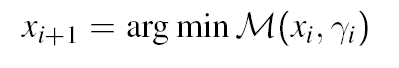 x_{i+1} = arg min ℳ(x_i, γ_i)